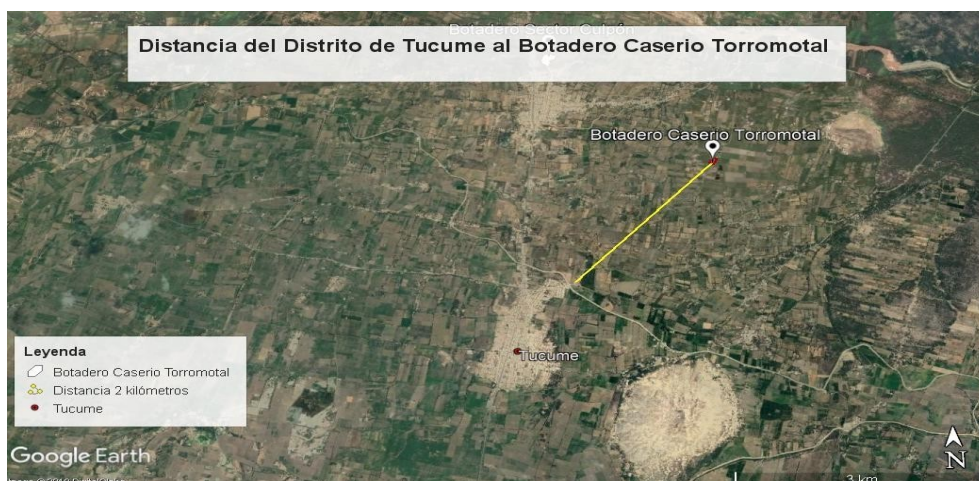 Botadero Sector Culpón
Distancia del Distrito de Tucume al Botadero Caserio Torromotal
Botadero Caserio Torromotal
Tucume
Leyenda
Botadero Caserio Torromotal
Distancia 2 kilómetros
Tucume
Google Earth
N
3 km